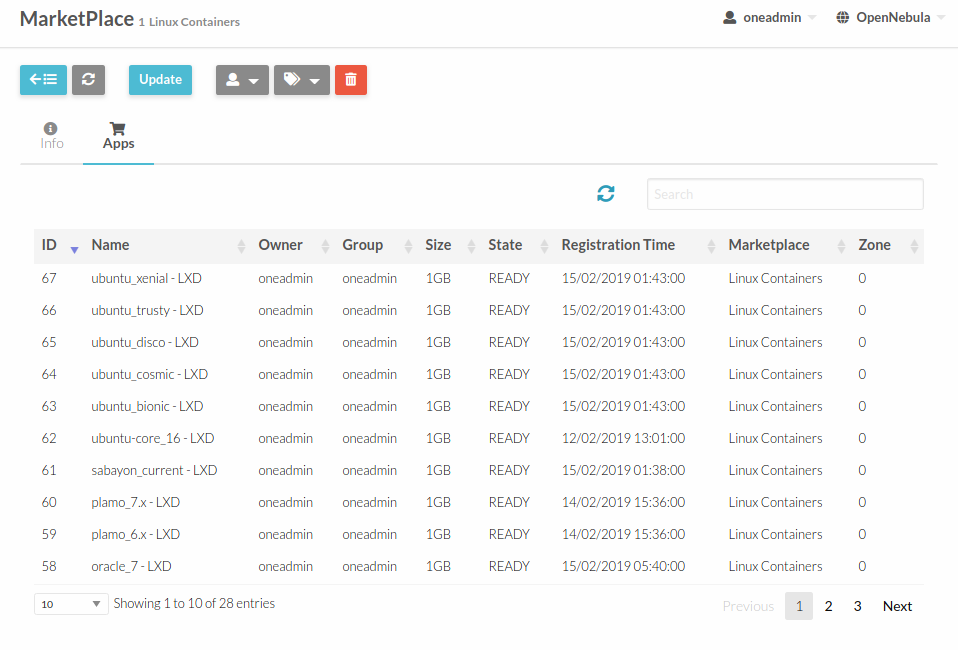 MarketPlace 1 Linux Containers oneadmin OpenNebula
Update
Info Apps
Search
ID Name Owner Group Size State Registration Time Marketplace Zone
67 ubuntu_xenial - LXD oneadmin oneadmin 1GB READY 15/02/2019 01:43:00 Linux Containers 0
66 ubuntu_trusty - LXD oneadmin oneadmin 1GB READY 15/02/2019 01:43:00 Linux Containers 0
65 ubuntu_disco - LXD oneadmin oneadmin 1GB READY 15/02/2019 01:43:00 Linux Containers 0
64 ubuntu_cosmic - LXD oneadmin oneadmin 1GB READY 15/02/2019 01:43:00 Linux Containers 0
63 ubuntu_bionic - LXD oneadmin oneadmin 1GB READY 15/02/2019 01:43:00 Linux Containers 0
62 ubuntu-core_16 - LXD oneadmin oneadmin 1GB READY 12/02/2019 13:01:00 Linux Containers 0
61 sabayon_current - LXD oneadmin oneadmin 1GB READY 15/02/2019 01:38:00 Linux Containers 0
60 plamo_7.x - LXD oneadmin oneadmin 1GB READY 14/02/2019 15:36:00 Linux Containers 0
59 plamo_6.x - LXD oneadmin oneadmin 1GB READY 14/02/2019 15:36:00 Linux Containers 0
58 oracle_7 - LXD oneadmin oneadmin 1GB READY 15/02/2019 05:40:00 Linux Containers 0
10 Showing 1 to 10 of 28 entries Previous 1 2 3 Next